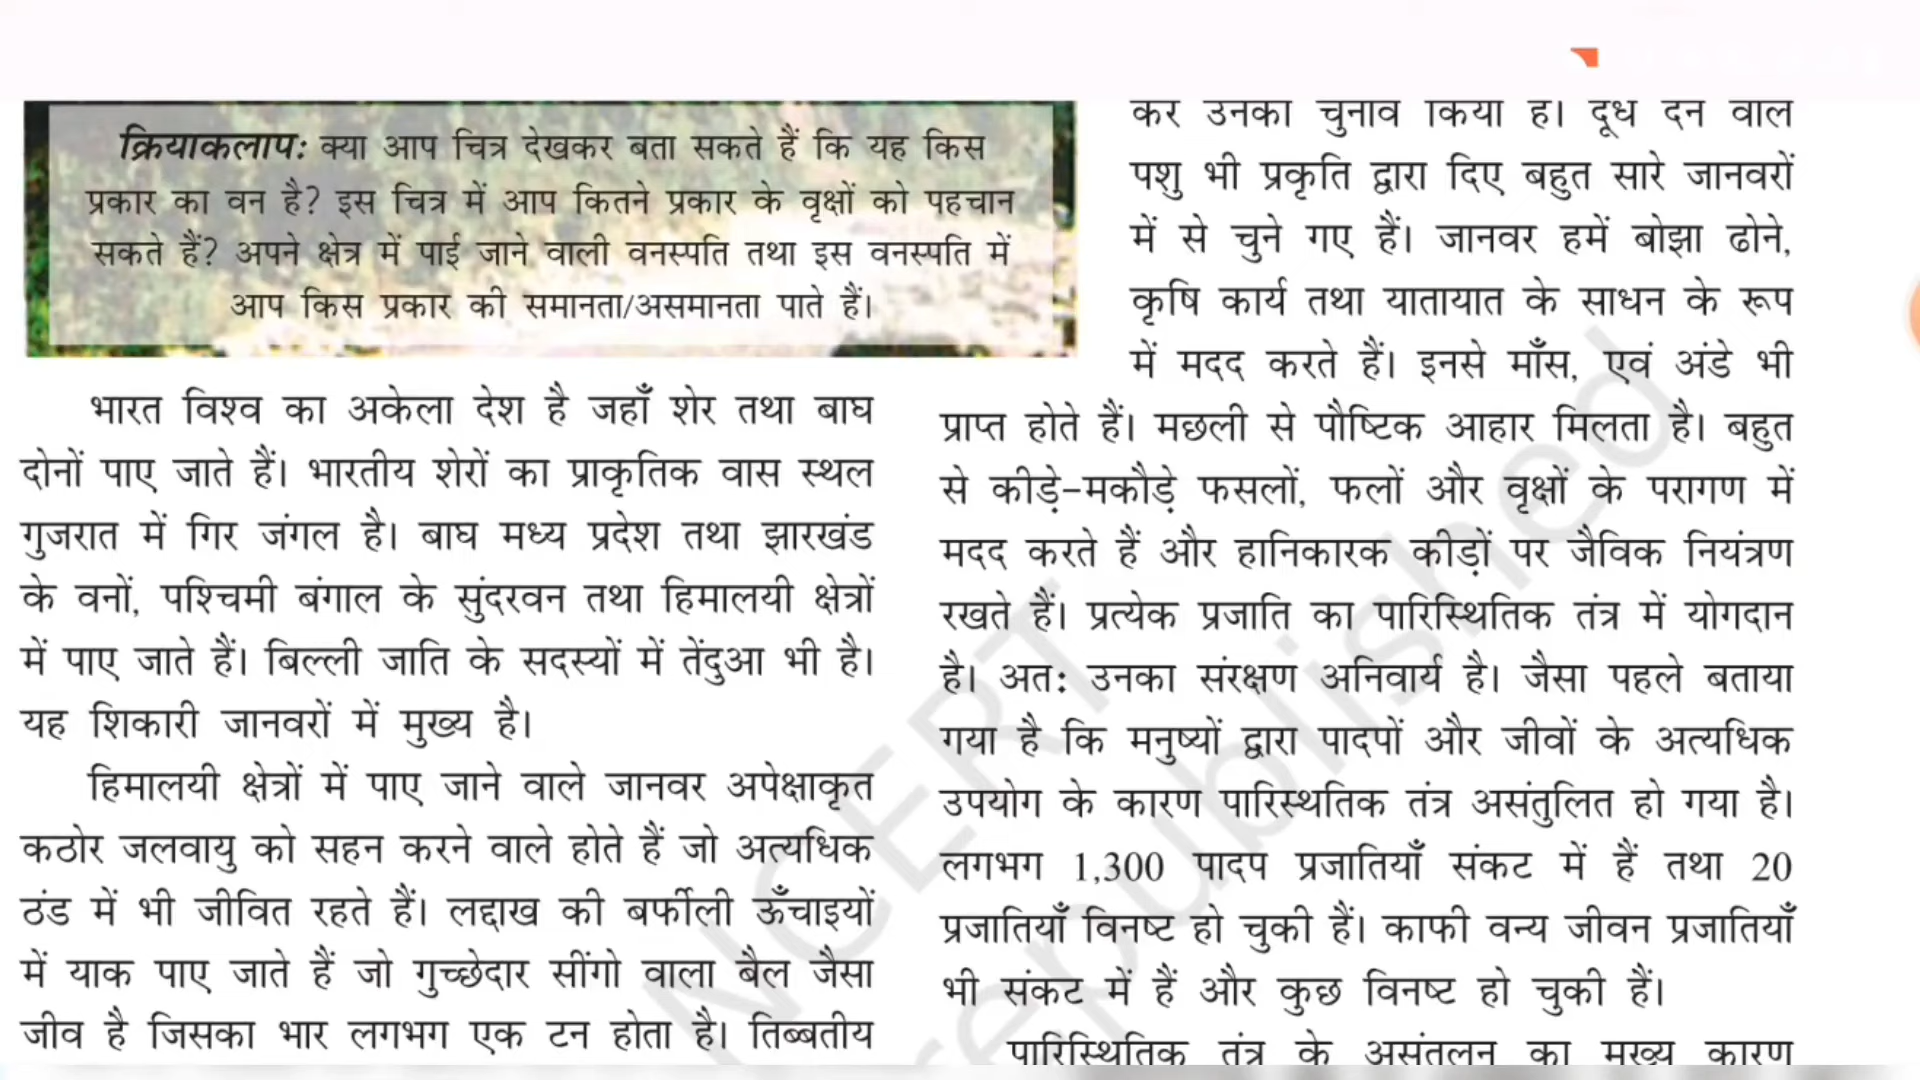 क्रियाकलाप: क्या आप चित्र देखकर बता सकते हैं कि यह किस
प्रकार का वन है? इस चित्र में आप कितने प्रकार के वृक्षों को पहचान
सकते हैं? अपने क्षेत्र में पाई जाने वाली वनस्पति तथा इस वनस्पति में
आप किस प्रकार की समानता/असमानता पाते हैं।
भारत विश्व का अकेला देश है जहाँ शेर तथा बाघ
दोनों पाए जाते हैं। भारतीय शेरों का प्राकृतिक वास स्थल
गुजरात में गिर जंगल है। बाघ मध्य प्रदेश तथा झारखंड
के वनों, पश्चिमी बंगाल के सुंदरवन तथा हिमालयी क्षेत्रों
में पाए जाते हैं। बिल्ली जाति के सदस्यों में तेंदुआ भी है।
यह शिकारी जानवरों में मुख्य है।
हिमालयी क्षेत्रों में पाए जाने वाले जानवर अपेक्षाकृत
कठोर जलवायु को सहन करने वाले होते हैं जो अत्यधिक
ठंड में भी जीवित रहते हैं। लद्दाख की बर्फीली ऊँचाइयों
में याक पाए जाते हैं जो गुच्छेदार सींगो वाला बैल जैसा
जीव है जिसका भार लगभग एक टन होता है। तिब्बतीय
कर उनका चुनाव किया है। दूध देने वाले
पशु भी प्रकृति द्वारा दिए बहुत सारे जानवरों
में से चुने गए हैं। जानवर हमें बोझा ढोने,
कृषि कार्य तथा यातायात के साधन के रूप
में मदद करते हैं। इनसे माँस, एवं अंडे भी
प्राप्त होते हैं। मछली से पौष्टिक आहार मिलता है। बहुत
से कीड़े-मकौड़े फसलों, फलों और वृक्षों के परागण में
मदद करते हैं और हानिकारक कीड़ों पर जैविक नियंत्रण
रखते हैं। प्रत्येक प्रजाति का पारिस्थितिक तंत्र में योगदान
है। अत: उनका संरक्षण अनिवार्य है। जैसा पहले बताया
गया है कि मनुष्यों द्वारा पादपों और जीवों के अत्यधिक
उपयोग के कारण पारिस्थतिक तंत्र असंतुलित हो गया है।
लगभग 1,300 पादप प्रजातियाँ संकट में हैं तथा 20
प्रजातियाँ विनष्ट हो चुकी हैं। काफी वन्य जीवन प्रजातियाँ
भी संकट में हैं और कुछ विनष्ट हो चुकी हैं।
पारिस्थितिक तंत्र के असंतुलन का मुख्य कारण
NCERT
republished